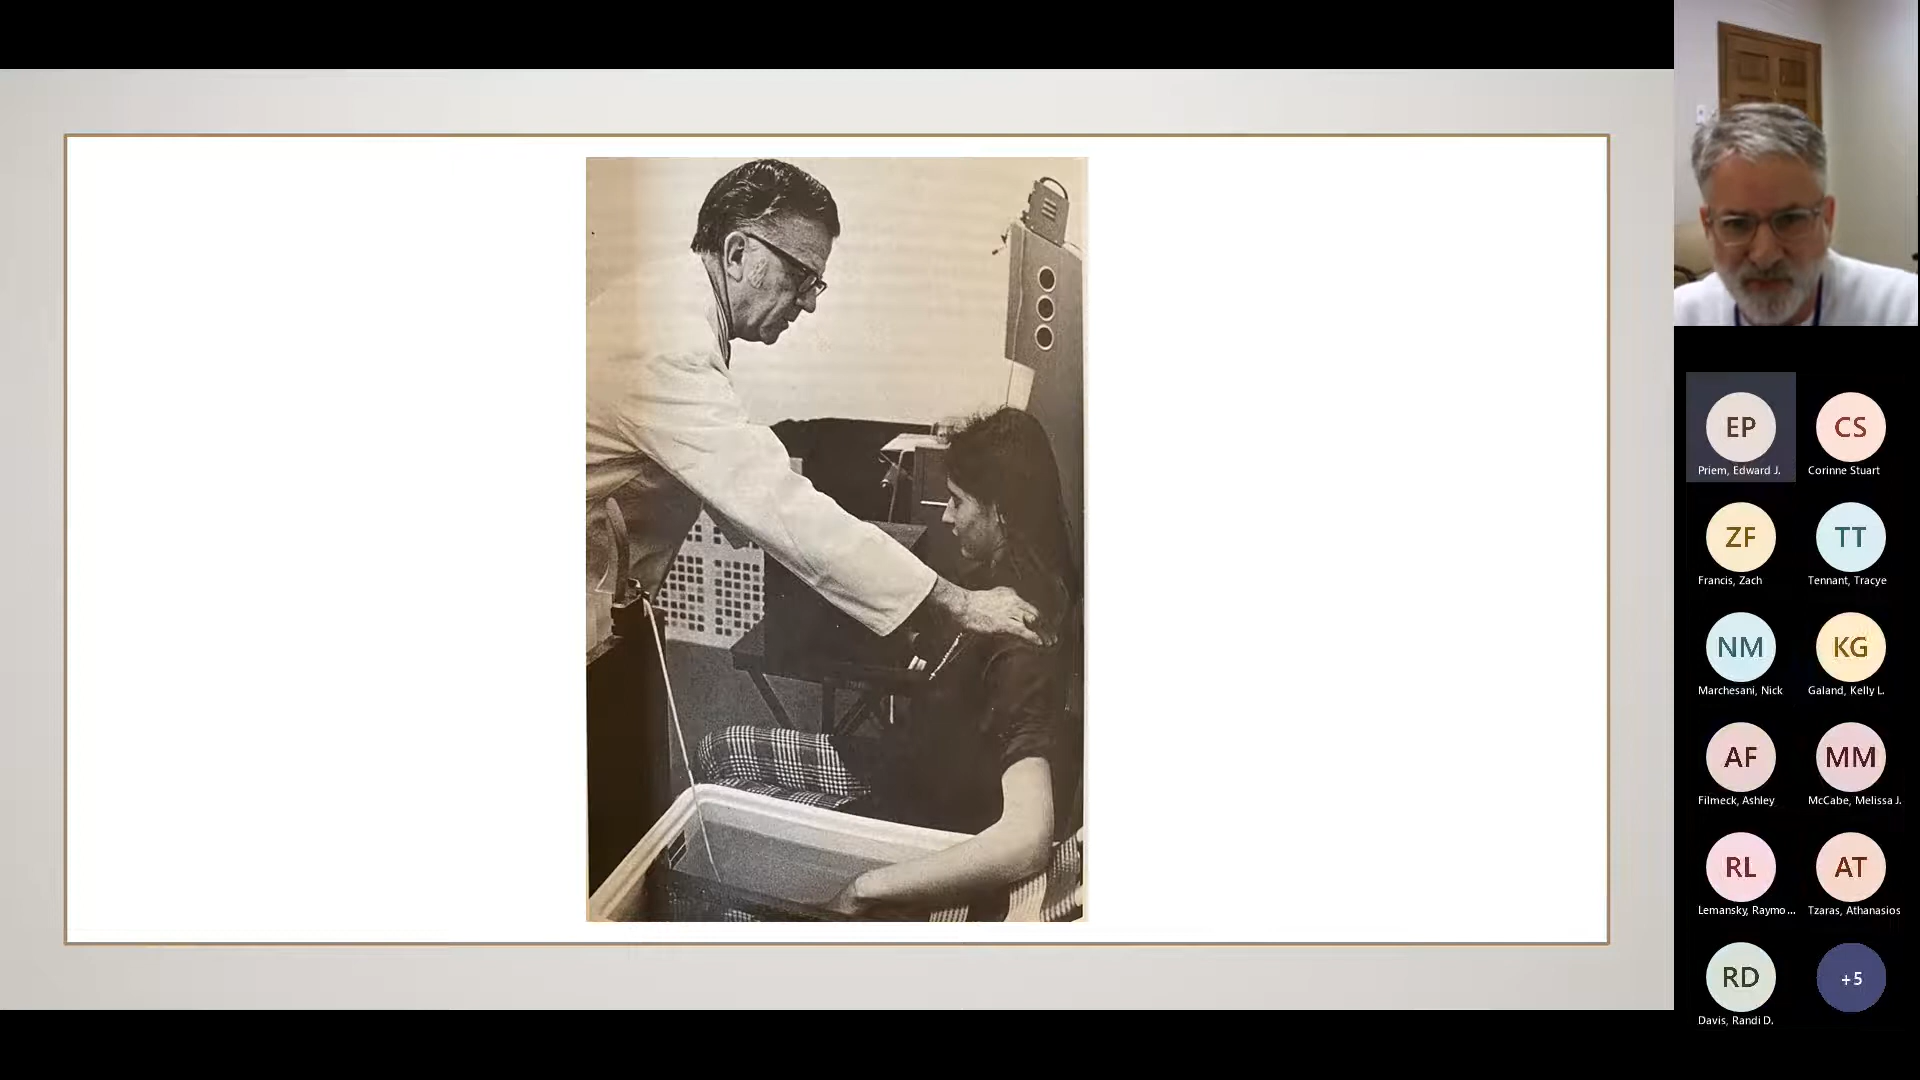 EP
Priem, Edward J.
CS
Corinne Stuart
ZF
Francis, Zach
TT
Tennant, Tracye
NM
Marchesani, Nick
KG
Galand, Kelly L.
AF
Filmeck, Ashley
MM
McCabe, Melissa J.
RL
Lemansky, Raymo...
AT
Tzaras, Athanasios
RD
Davis, Randi D.
+5